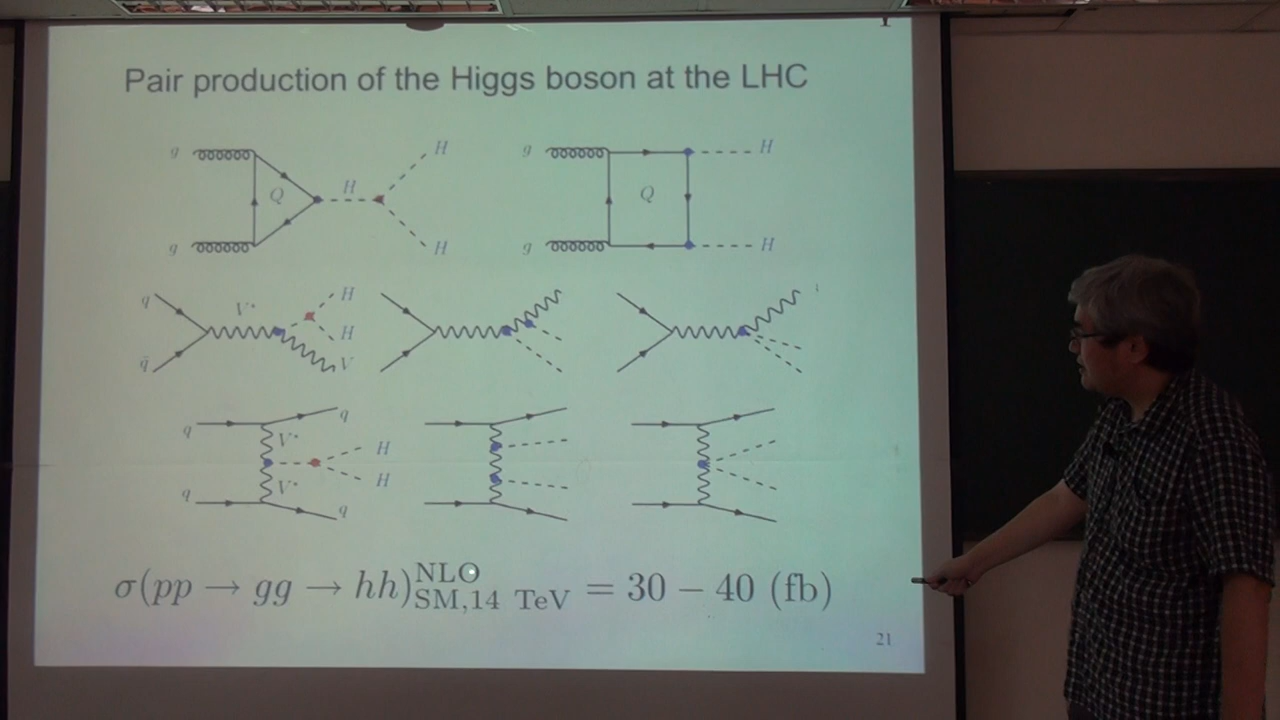 Pair production of the Higgs boson at the LHC
g Q H H H
g
g Q H
g H
q V* H
H
q̄ V
q V* q
H
V* H
q q
σ(pp → gg → hh)^NLO_SM,14 TeV = 30 − 40 (fb)
21